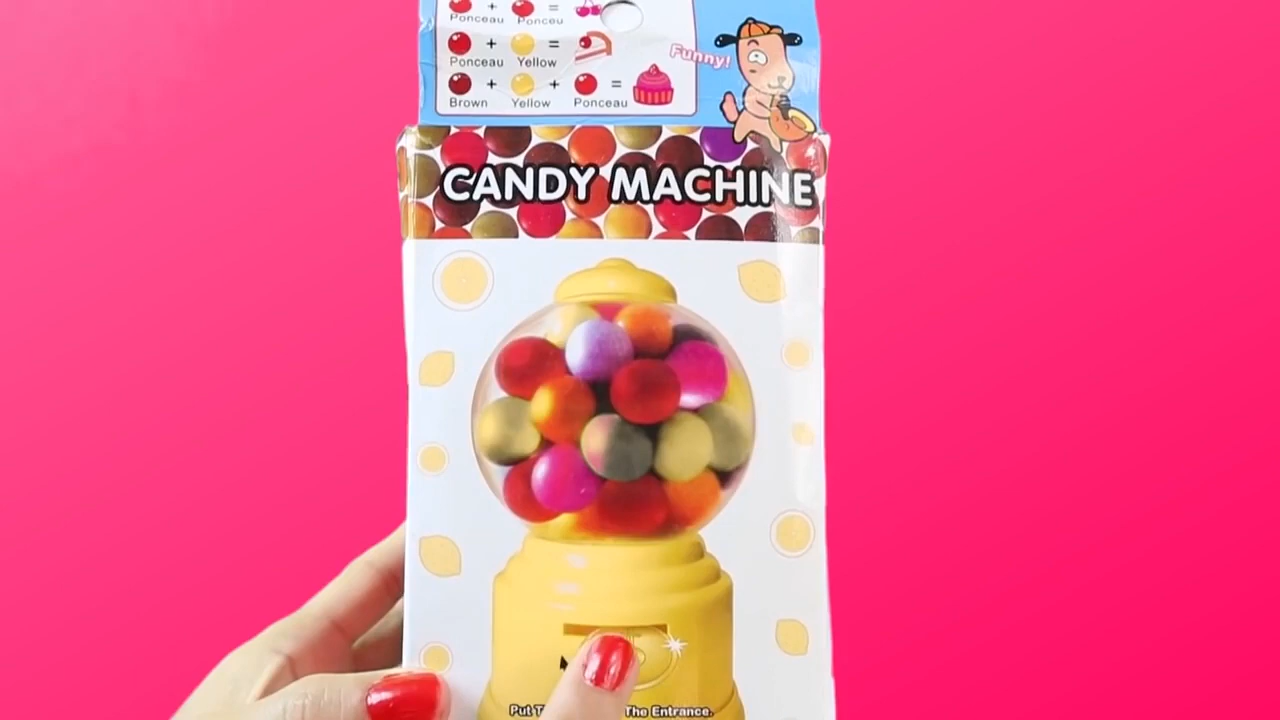 Ponceau + Ponceu =
Ponceau + Yellow =
Funny!
Brown + Yellow + Ponceau =
CANDY MACHINE
Put The Entrance.